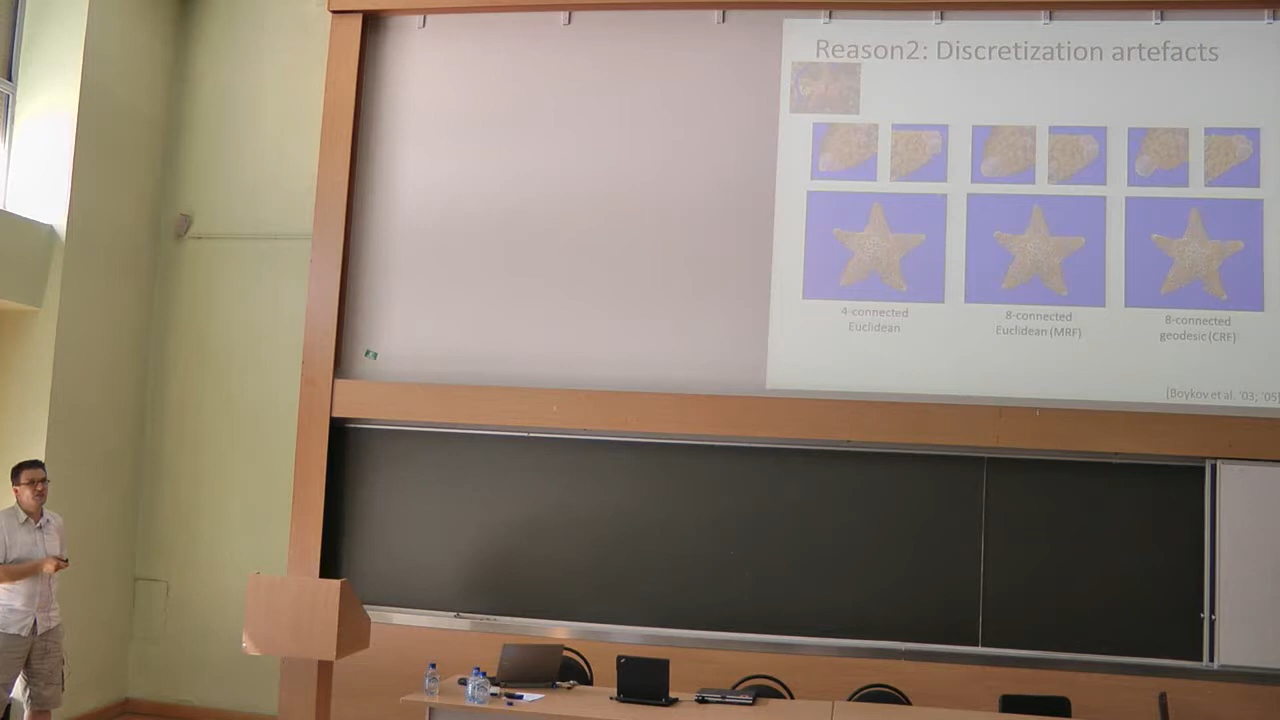 Reason2: Discretization artefacts
4-connected
Euclidean
8-connected
Euclidean (MRF)
8-connected
geodesic (CRF)
[Boykov et al. '03; '05]